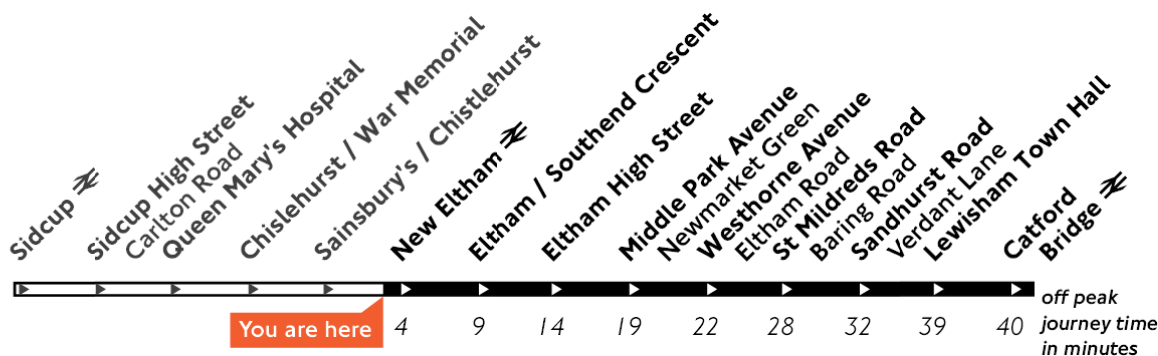 Sidcup
Sidcup High Street
Carlton Road
Queen Mary's Hospital
Chislehurst / War Memorial
Sainsbury's / Chistlehurst
New Eltham
Eltham / Southend Crescent
Eltham High Street
Middle Park Avenue
Newmarket Green
Westhorne Avenue
Eltham Road
St Mildreds Road
Baring Road
Sandhurst Road
Verdant Lane
Lewisham Town Hall
Catford
Bridge
You are here
4 9 14 19 22 28 32 39 40
off peak
journey time
in minutes